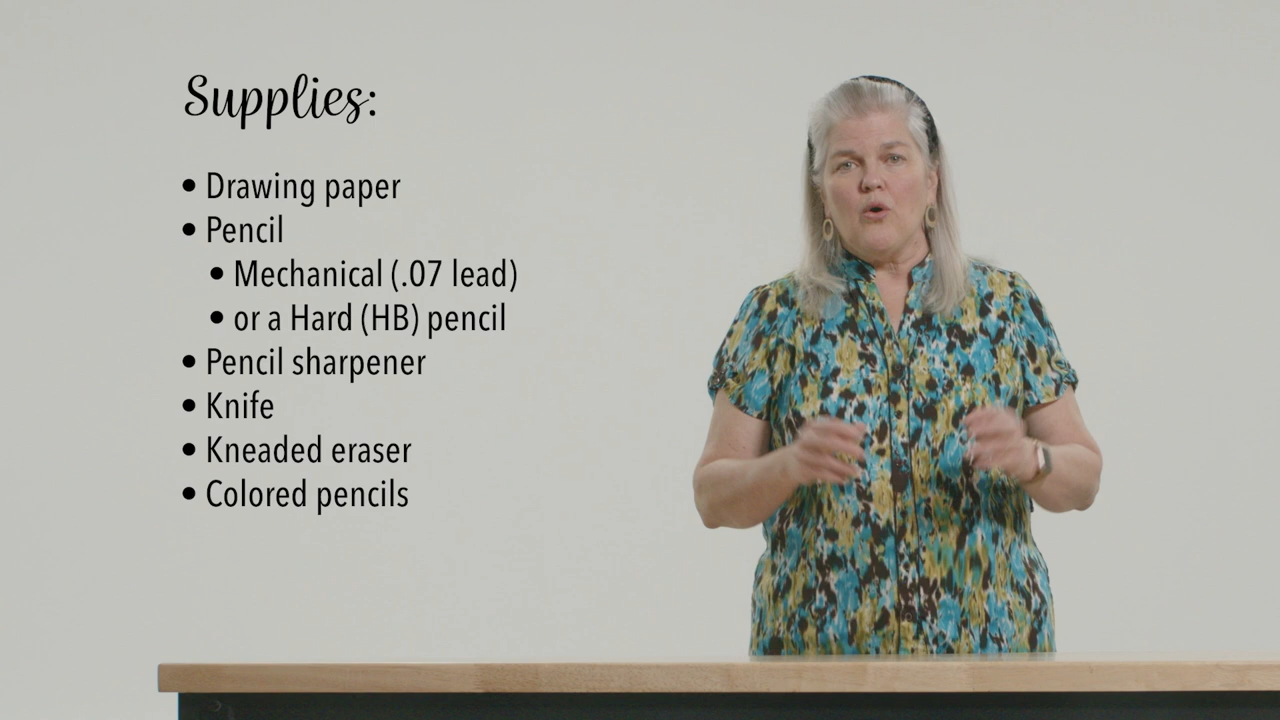 Supplies:
• Drawing paper
• Pencil
• Mechanical (.07 lead)
• or a Hard (HB) pencil
• Pencil sharpener
• Knife
• Kneaded eraser
• Colored pencils